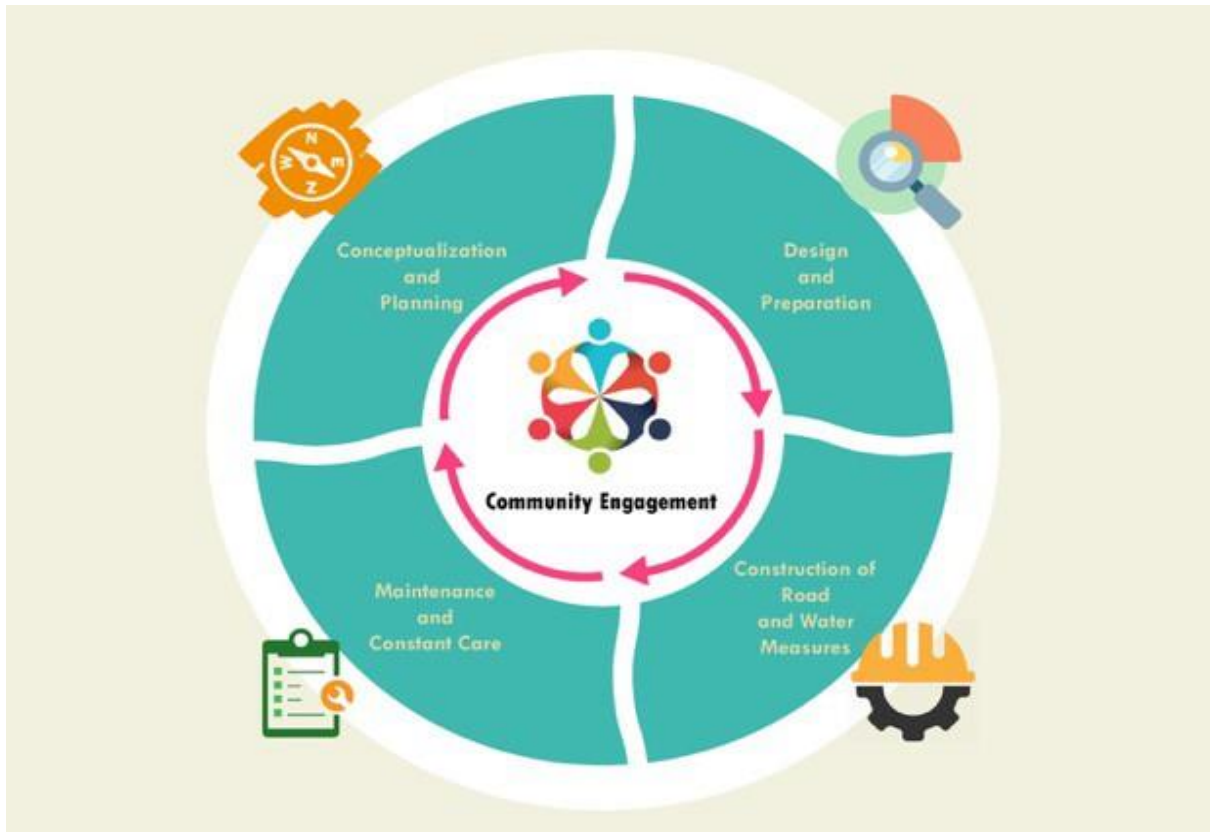 N
E
Z
W
Conceptualization
and
Planning
Design
and
Preparation
Community Engagement
Maintenance
and
Constant Care
Construction of
Road
and Water
Measures